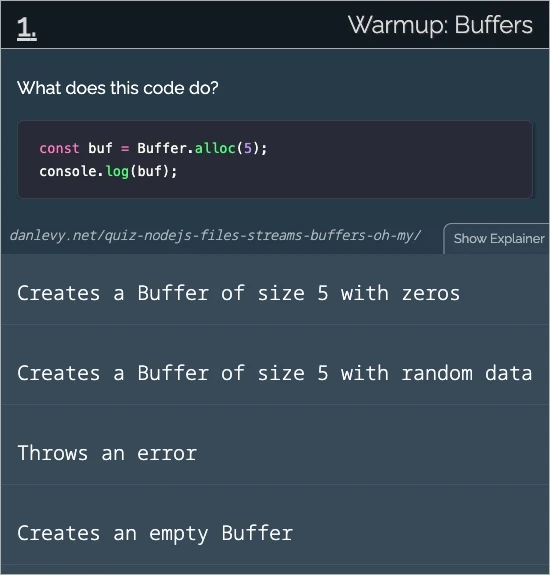 1.
Warmup: Buffers
What does this code do?
const buf = Buffer.alloc(5);
console.log(buf);
danlevy.net/quiz-nodejs-files-streams-buffers-oh-my/
Show Explainer
Creates a Buffer of size 5 with zeros
Creates a Buffer of size 5 with random data
Throws an error
Creates an empty Buffer